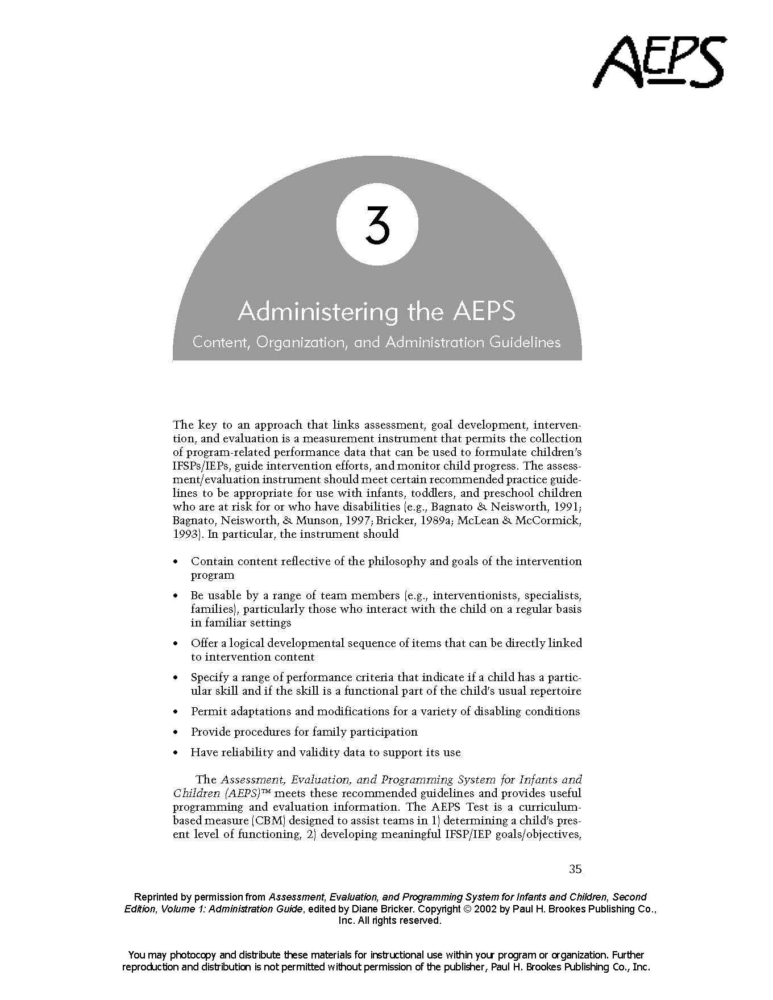 AEPS
3
Administering the AEPS
Content, Organization, and Administration Guidelines
The key to an approach that links assessment, goal development, interven-
tion, and evaluation is a measurement instrument that permits the collection
of program-related performance data that can be used to formulate children's
IFSPs/IEPs, guide intervention efforts, and monitor child progress. The assess-
ment/evaluation instrument should meet certain recommended practice guide-
lines to be appropriate for use with infants, toddlers, and preschool children
who are at risk for or who have disabilities (e.g., Bagnato & Neisworth, 1991;
Bagnato, Neisworth, & Munson, 1997; Bricker, 1989a; McLean & McCormick,
1993). In particular, the instrument should
• Contain content reflective of the philosophy and goals of the intervention
program
• Be usable by a range of team members (e.g., interventionists, specialists,
families), particularly those who interact with the child on a regular basis
in familiar settings
• Offer a logical developmental sequence of items that can be directly linked
to intervention content
• Specify a range of performance criteria that indicate if a child has a partic-
ular skill and if the skill is a functional part of the child's usual repertoire
• Permit adaptations and modifications for a variety of disabling conditions
• Provide procedures for family participation
• Have reliability and validity data to support its use
The Assessment, Evaluation, and Programming System for Infants and
Children (AEPS)™ meets these recommended guidelines and provides useful
programming and evaluation information. The AEPS Test is a curriculum-
based measure (CBM) designed to assist teams in 1) determining a child's pres-
ent level of functioning, 2) developing meaningful IFSP/IEP goals/objectives,
35
Reprinted by permission from Assessment, Evaluation, and Programming System for Infants and Children, Second
Edition, Volume 1: Administration Guide, edited by Diane Bricker. Copyright © 2002 by Paul H. Brookes Publishing Co.,
Inc. All rights reserved.
You may photocopy and distribute these materials for instructional use within your program or organization. Further
reproduction and distribution is not permitted without permission of the publisher, Paul H. Brookes Publishing Co., Inc.